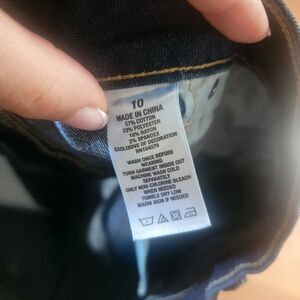 10
MADE IN CHINA
57% COTTON
23% POLYESTER
18% RAYON
2% SPANDEX
EXCLUSIVE OF DECORATION
RN154279
WASH ONCE BEFORE
WEARING
TURN GARMENT INSIDE OUT
MACHINE WASH COLD
SEPARATELY
ONLY NON-CHLORINE BLEACH
WHEN NEEDED
TUMBLE DRY LOW
WARM IRON IF NEEDED